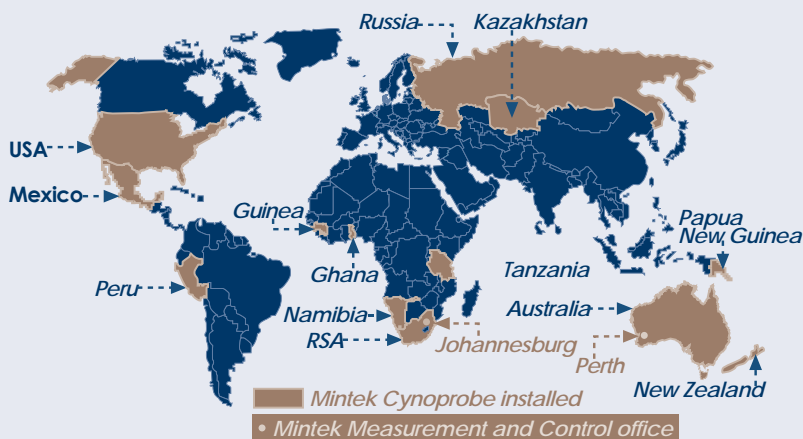 Russia
Kazakhstan
USA
Mexico
Guinea
Papua
New Guinea
Ghana
Tanzania
Peru
Namibia
Australia
RSA
Johannesburg
Perth
New Zealand
Mintek Cynoprobe installed
Mintek Measurement and Control office